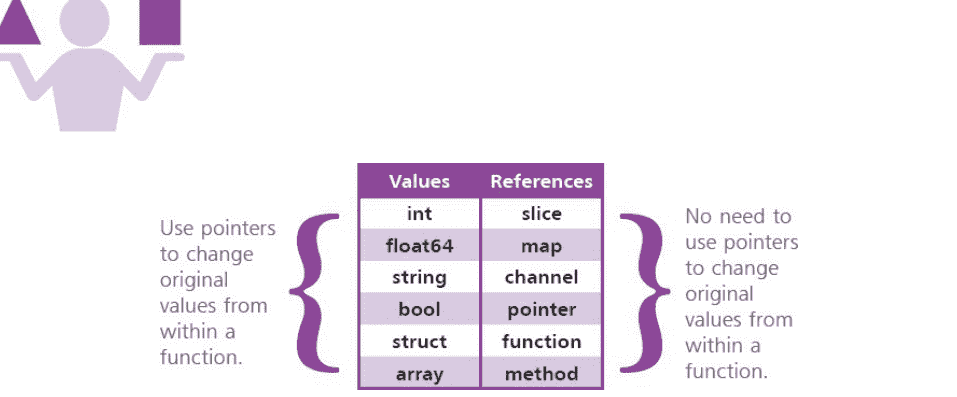 Use pointers
to change
original
values from
within a
function.
Values References
int slice
float64 map
string channel
bool pointer
struct function
array method
No need to
use pointers
to change
original
values from
within a
function.